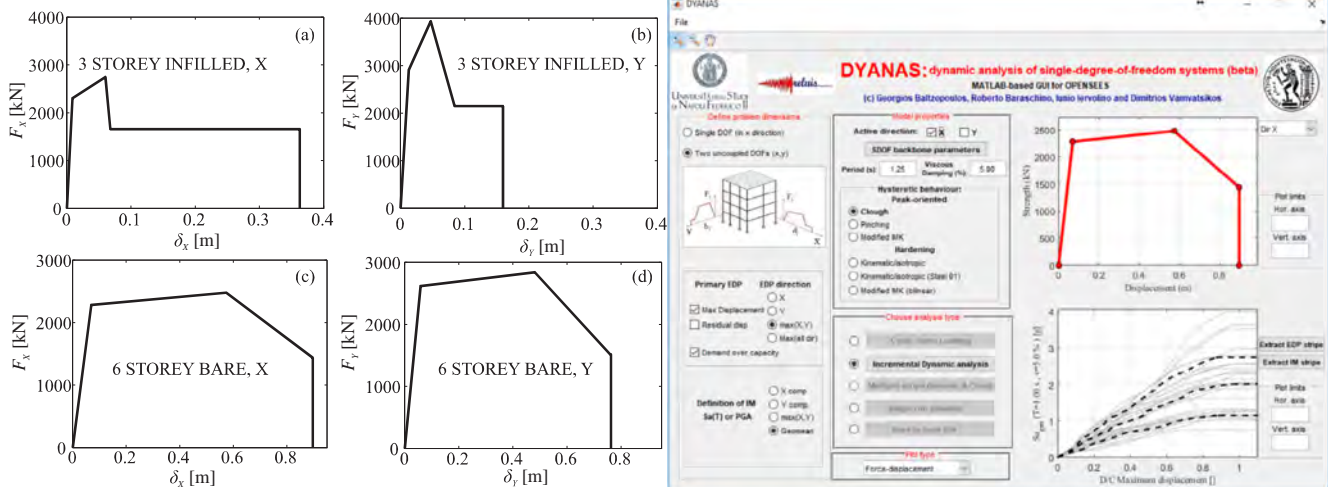 4000
3000
2000
1000
0
F_X [kN]
(a)
3 STOREY INFILLED, X
0 0.1 0.2 0.3 0.4
δ_X [m]
4000
3000
2000
1000
0
F_Y [kN]
(b)
3 STOREY INFILLED, Y
0 0.1 0.2 0.3 0.4
δ_Y [m]
3000
2000
1000
0
F_X [kN]
(c)
6 STOREY BARE, X
0 0.2 0.4 0.6 0.8
δ_X [m]
3000
2000
1000
0
F_Y [kN]
(d)
6 STOREY BARE, Y
0 0.2 0.4 0.6 0.8
δ_Y [m]
DYANAS
File
relais
DYANAS: dynamic analysis of single-degree-of-freedom systems (beta)
MATLAB-based GUI for OPENSEES
(c) Georgios Baltzopoulos, Roberto Baraschino, Iunio Iervolino and Dimitrios Vamvatsikos
Define problem dimensions
Single DOF (in x direction)
Two uncoupled DOFs (x,y)
Y
X
Primary EDP
EDP direction
X
Y
Max Displacement
max(X,Y)
Residual disp
Max(all dir)
Demand over capacity
Definition of IM
Sa(T) or PGA
X comp
Y comp.
max(X,Y)
Geomean
Model properties
Active direction: X Y
SDOF backbone parameters
Period (s) 1.25 Viscous Damping (%) 5.00
Hysteretic behaviour:
Peak-oriented
Clough
Pinching
Modified MK
Hardening
Kinematic/isotropic
Kinematic/isotropic (Steel 01)
Modified MK (bilinear)
Choose analysis type
Incremental Dynamic analysis
Plot type
Force-displacement
Dir X
2500
2000
1500
1000
500
0
Strength (kN)
0 0.2 0.4 0.6 0.8
Displacement (m)
Plot limits
Hor. axis
Vert. axis
4
3
2
1
0
0 0.2 0.4 0.6 0.8 1
D/C Maximum displacement []
Extract EDP stripe
Extract IM stripe
Plot limits
Hor. axis
Vert. axis